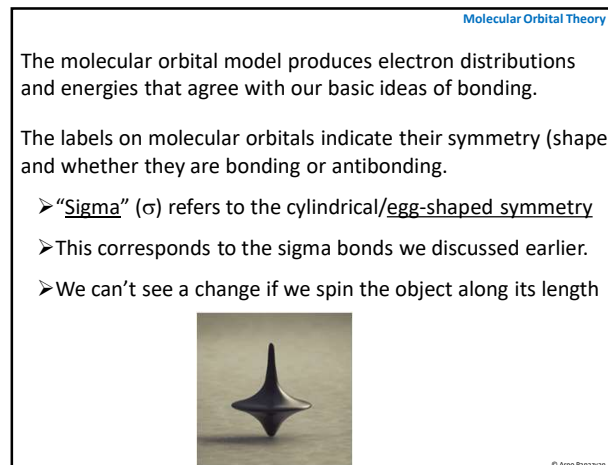 Molecular Orbital Theory
The molecular orbital model produces electron distributions
and energies that agree with our basic ideas of bonding.
The labels on molecular orbitals indicate their symmetry (shape
and whether they are bonding or antibonding.
➢"Sigma" (σ) refers to the cylindrical/egg-shaped symmetry
➢This corresponds to the sigma bonds we discussed earlier.
➢We can't see a change if we spin the object along its length